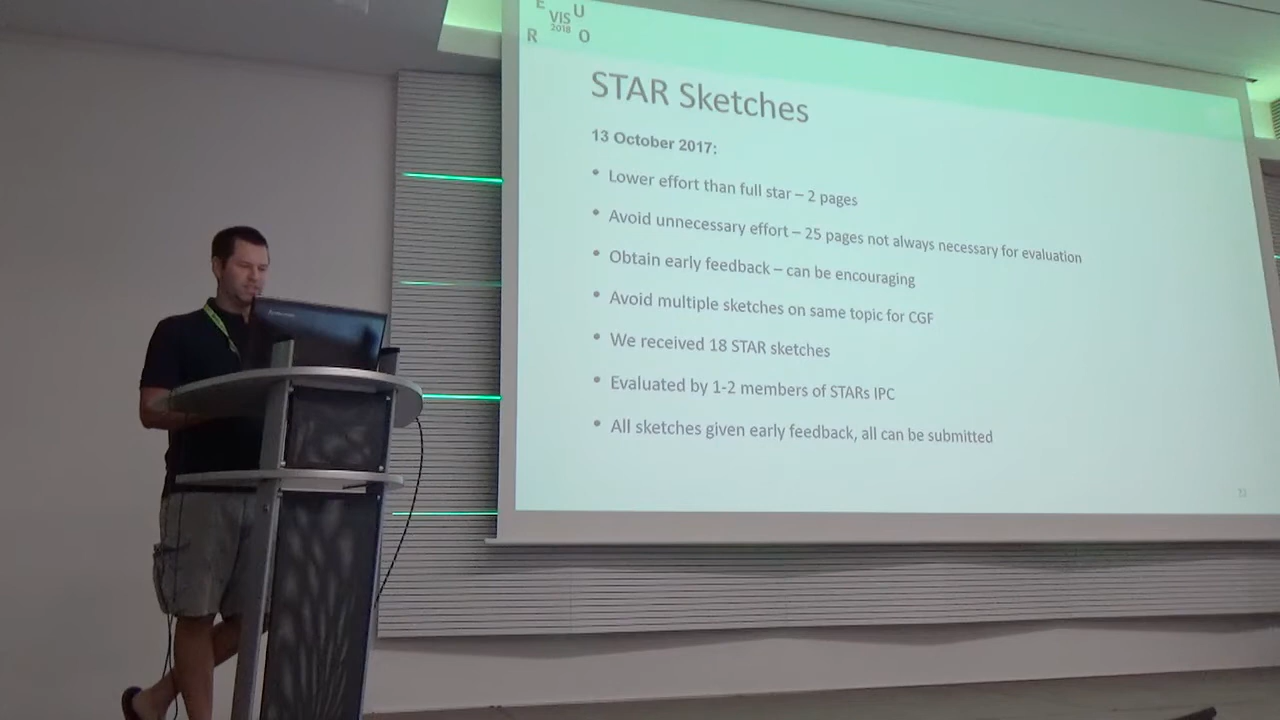 E U
VIS
2018
R O
STAR Sketches
13 October 2017:
• Lower effort than full star – 2 pages
• Avoid unnecessary effort – 25 pages not always necessary for evaluation
• Obtain early feedback – can be encouraging
• Avoid multiple sketches on same topic for CGF
• We received 18 STAR sketches
• Evaluated by 1-2 members of STARs IPC
• All sketches given early feedback, all can be submitted